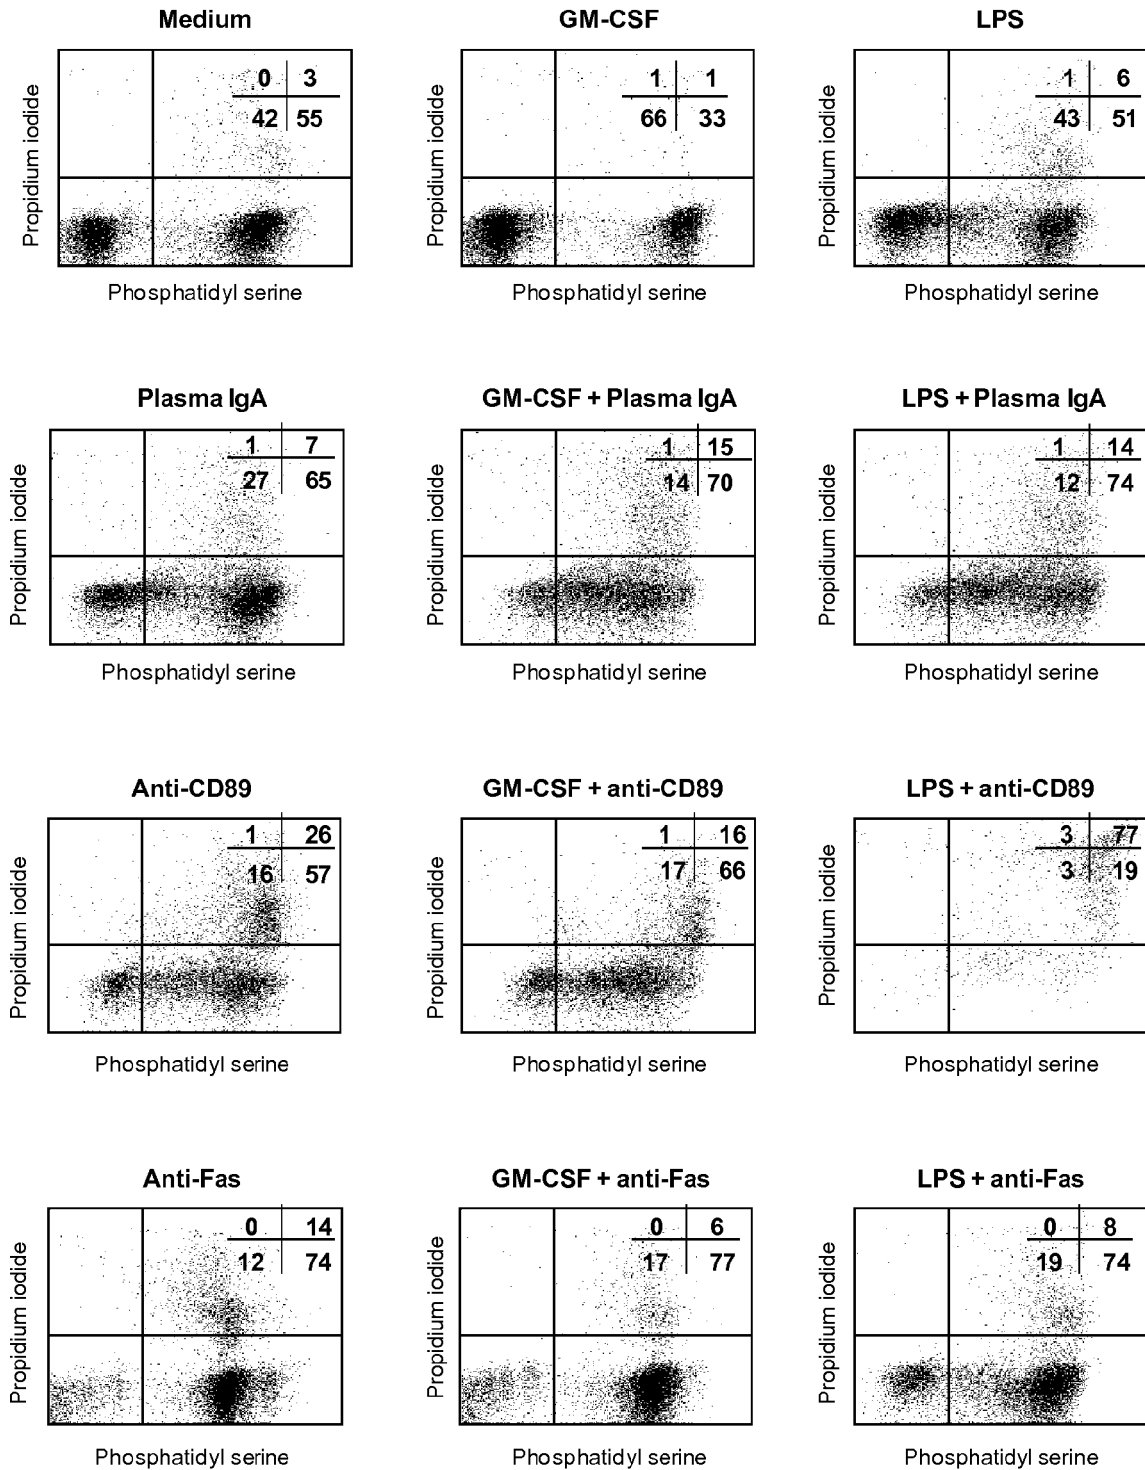 Medium GM-CSF LPS
Propidium iodide 0 3 Propidium iodide 1 1 Propidium iodide 1 6
42 55 66 33 43 51
Phosphatidyl serine Phosphatidyl serine Phosphatidyl serine
Plasma IgA GM-CSF + Plasma IgA LPS + Plasma IgA
Propidium iodide 1 7 Propidium iodide 1 15 Propidium iodide 1 14
27 65 14 70 12 74
Phosphatidyl serine Phosphatidyl serine Phosphatidyl serine
Anti-CD89 GM-CSF + anti-CD89 LPS + anti-CD89
Propidium iodide 1 26 Propidium iodide 1 16 Propidium iodide 3 77
16 57 17 66 3 19
Phosphatidyl serine Phosphatidyl serine Phosphatidyl serine
Anti-Fas GM-CSF + anti-Fas LPS + anti-Fas
Propidium iodide 0 14 Propidium iodide 0 6 Propidium iodide 0 8
12 74 17 77 19 74
Phosphatidyl serine Phosphatidyl serine Phosphatidyl serine